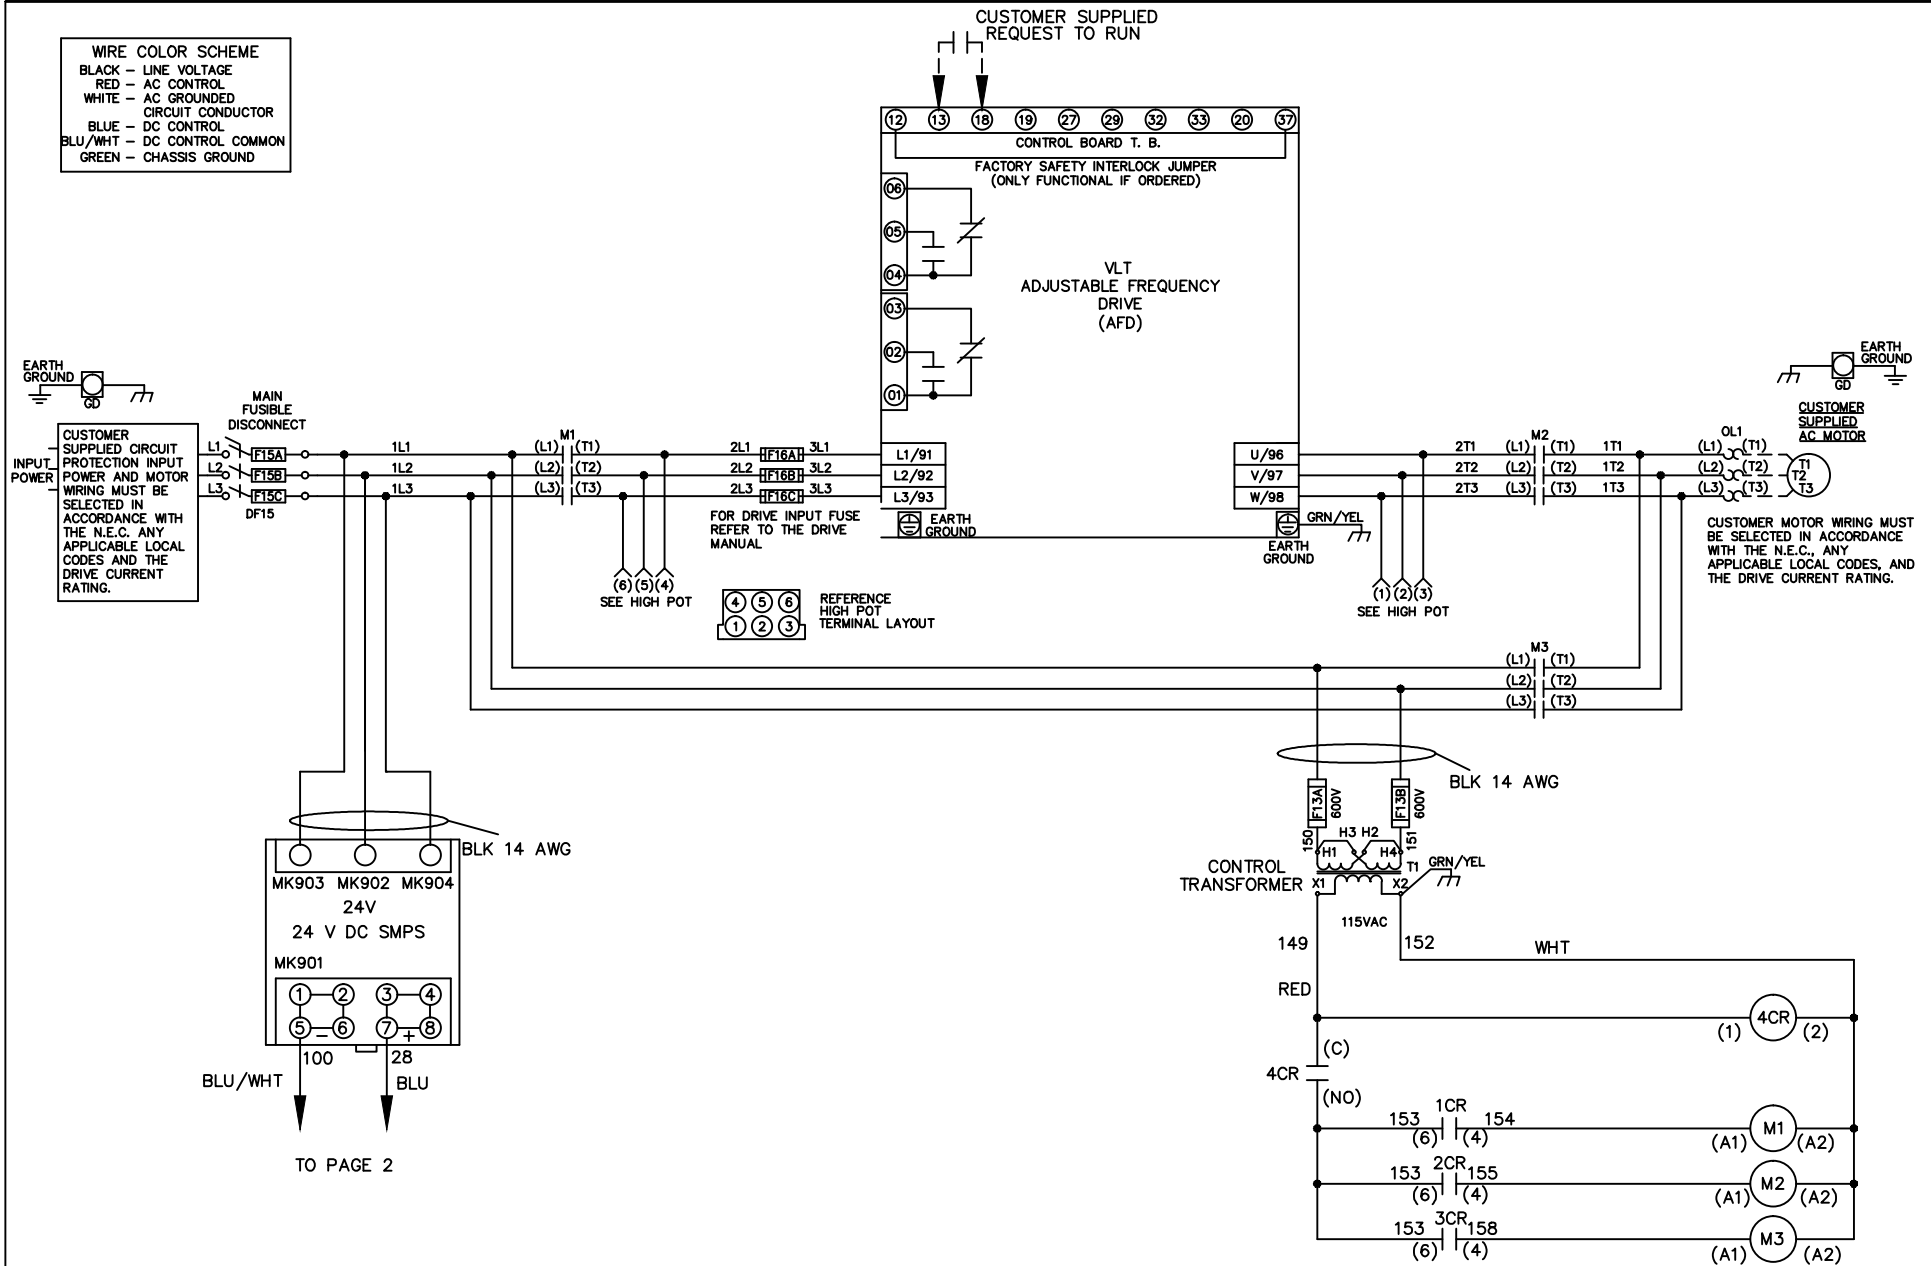 CUSTOMER SUPPLIED
REQUEST TO RUN
WIRE COLOR SCHEME
BLACK – LINE VOLTAGE
RED – AC CONTROL
WHITE – AC GROUNDED
CIRCUIT CONDUCTOR
BLUE – DC CONTROL
BLU/WHT – DC CONTROL COMMON
GREEN – CHASSIS GROUND
12 13 18 19 27 29 32 33 20 37
CONTROL BOARD T. B.
FACTORY SAFETY INTERLOCK JUMPER
(ONLY FUNCTIONAL IF ORDERED)
06
05
04
03
02
01
VLT
ADJUSTABLE FREQUENCY
DRIVE
(AFD)
EARTH
GROUND
GD
INPUT
POWER
CUSTOMER
SUPPLIED CIRCUIT
PROTECTION INPUT
POWER AND MOTOR
WIRING MUST BE
SELECTED IN
ACCORDANCE WITH
THE N.E.C. ANY
APPLICABLE LOCAL
CODES AND THE
DRIVE CURRENT
RATING.
MAIN
FUSIBLE
DISCONNECT
L1 F15A 1L1
L2 F15B 1L2
L3 F15C 1L3
DF15
M1
(L1) (T1)
(L2) (T2)
(L3) (T3)
2L1 F16A 3L1 L1/91
2L2 F16B 3L2 L2/92
2L3 F16C 3L3 L3/93
FOR DRIVE INPUT FUSE
REFER TO THE DRIVE
MANUAL
EARTH
GROUND
(6) (5) (4)
SEE HIGH POT
4 5 6
1 2 3
REFERENCE
HIGH POT
TERMINAL LAYOUT
U/96
V/97
W/98
GRN/YEL
EARTH
GROUND
2T1
2T2
2T3
M2
(L1) (T1)
(L2) (T2)
(L3) (T3)
1T1
1T2
1T3
(1) (2) (3)
SEE HIGH POT
EARTH
GROUND
GD
CUSTOMER
SUPPLIED
AC MOTOR
OL1
(L1) (T1)
(L2) (T2)
(L3) (T3)
T1
T2
T3
CUSTOMER MOTOR WIRING MUST
BE SELECTED IN ACCORDANCE
WITH THE N.E.C., ANY
APPLICABLE LOCAL CODES, AND
THE DRIVE CURRENT RATING.
M3
(L1) (T1)
(L2) (T2)
(L3) (T3)
BLK 14 AWG
MK903 MK902 MK904
24V
24 V DC SMPS
MK901
1 2 3 4
5 – 6 7 + 8
100 28
BLU/WHT BLU
TO PAGE 2
BLK 14 AWG
F13A 600V F13B 600V
150 H3 H2 151
H1 H4
T1 GRN/YEL
CONTROL
TRANSFORMER
X1 X2
115VAC
149 152 WHT
RED
4CR
(1) (2)
(C)
4CR
(NO)
153 1CR 154 M1
(6) (4) (A1) (A2)
153 2CR 155 M2
(6) (4) (A1) (A2)
153 3CR 158 M3
(6) (4) (A1) (A2)